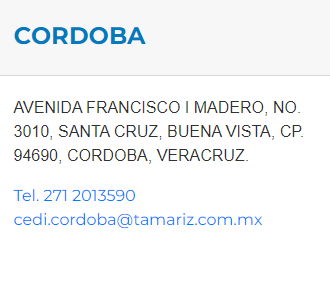 CORDOBA
AVENIDA FRANCISCO I MADERO, NO.
3010, SANTA CRUZ, BUENA VISTA, CP.
94690, CORDOBA, VERACRUZ.
Tel. 271 2013590
cedi.cordoba@tamariz.com.mx